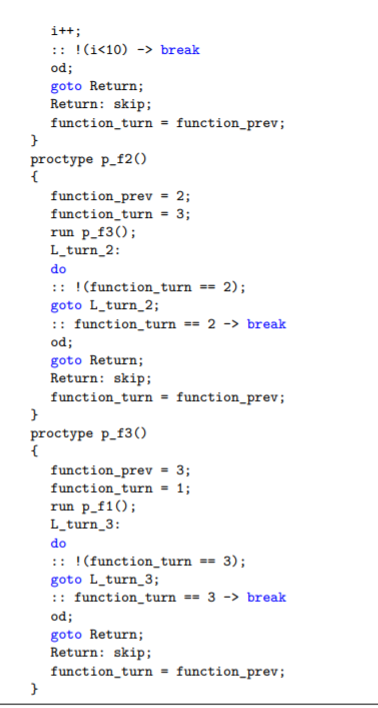 i++;
:: !(i<10) -> break
od;
goto Return;
Return: skip;
function_turn = function_prev;
}
proctype p_f2()
{
function_prev = 2;
function_turn = 3;
run p_f3();
L_turn_2:
do
:: !(function_turn == 2);
goto L_turn_2;
:: function_turn == 2 -> break
od;
goto Return;
Return: skip;
function_turn = function_prev;
}
proctype p_f3()
{
function_prev = 3;
function_turn = 1;
run p_f1();
L_turn_3:
do
:: !(function_turn == 3);
goto L_turn_3;
:: function_turn == 3 -> break
od;
goto Return;
Return: skip;
function_turn = function_prev;
}